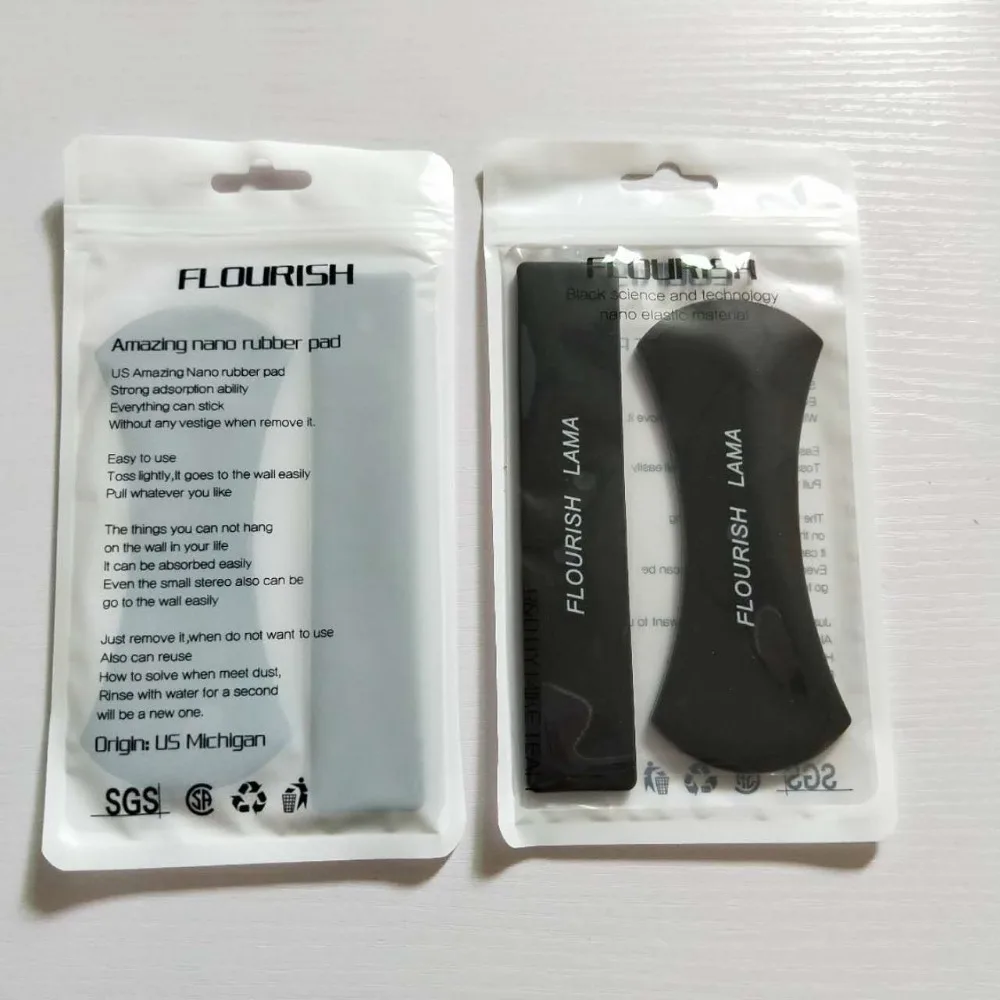 FLOURISH
Amazing nano rubber pad
US Amazing Nano rubber pad
Strong adsorption ability
Everything can stick
Without any vestige when remove it.
Easy to use
Toss lightly,it goes to the wall easily
Pull whatever you like
The things you can not hang
on the wall in your life
It can be absorbed easily
Even the small stereo also can be
go to the wall easily
Just remove it,when do not want to use
Also can reuse
How to solve when meet dust,
Rinse with water for a second
will be a new one.
Origin: US Michigan
SGS
FLOURISH
Black science and technology
nano elastic material
FLOURISH LAMA
FLOURISH LAMA